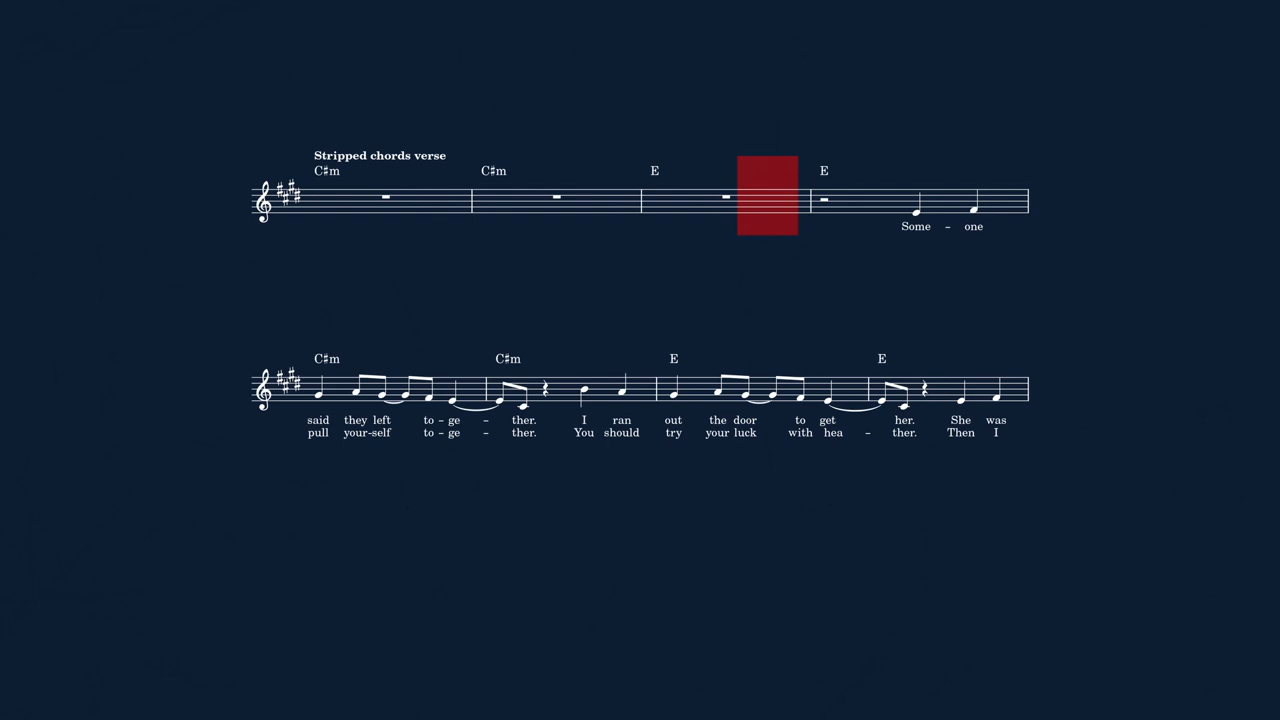 Stripped chords verse
C♯m C♯m E E
Some – one
C♯m C♯m E E
said they left to – ge – ther. I ran out the door to get her. She was
pull your-self to – ge – ther. You should try your luck with hea – ther. Then I